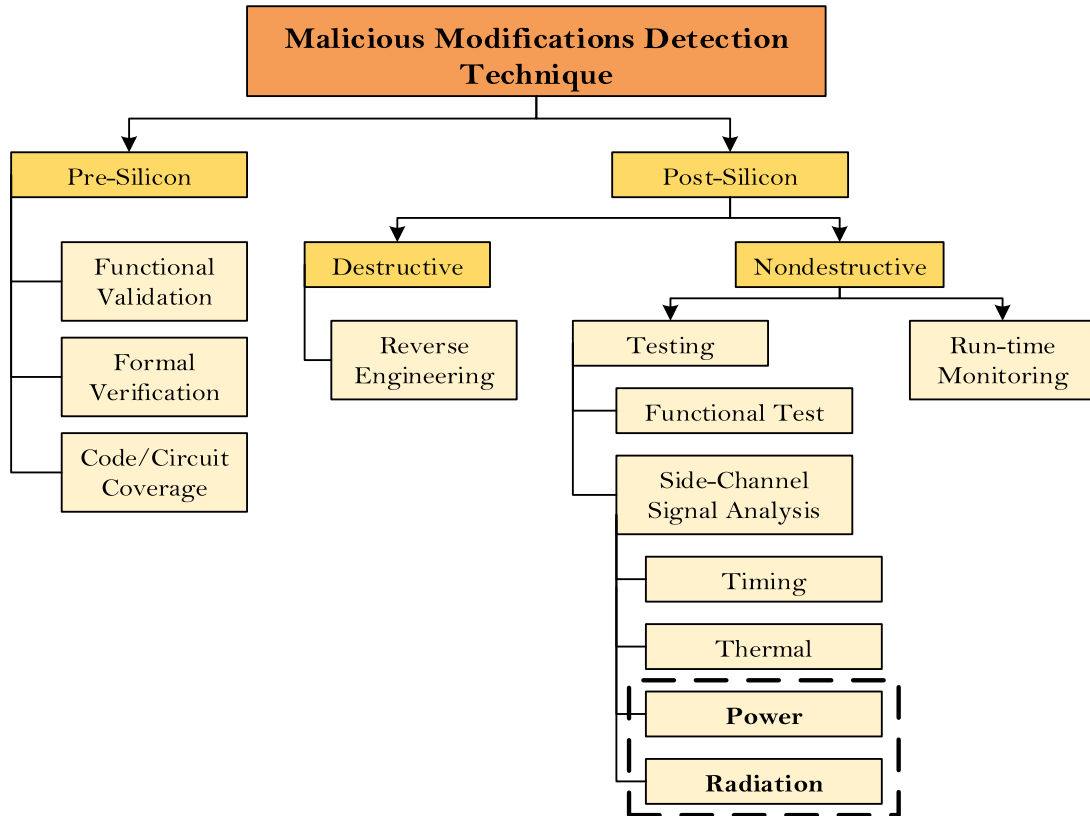 Malicious Modifications Detection
Technique
Pre-Silicon
Post-Silicon
Functional
Validation
Destructive
Nondestructive
Formal
Verification
Reverse
Engineering
Testing
Run-time
Monitoring
Functional Test
Code/Circuit
Coverage
Side-Channel
Signal Analysis
Timing
Thermal
Power
Radiation